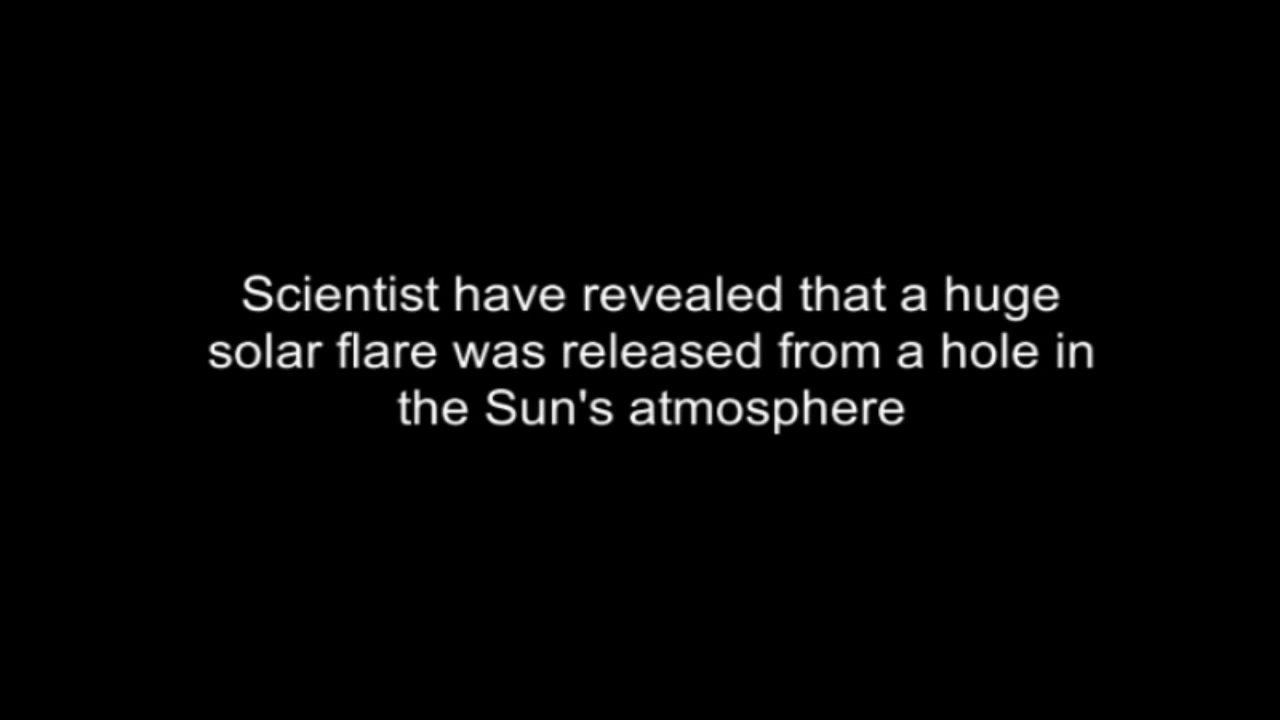 Scientist have revealed that a huge
solar flare was released from a hole in
the Sun's atmosphere